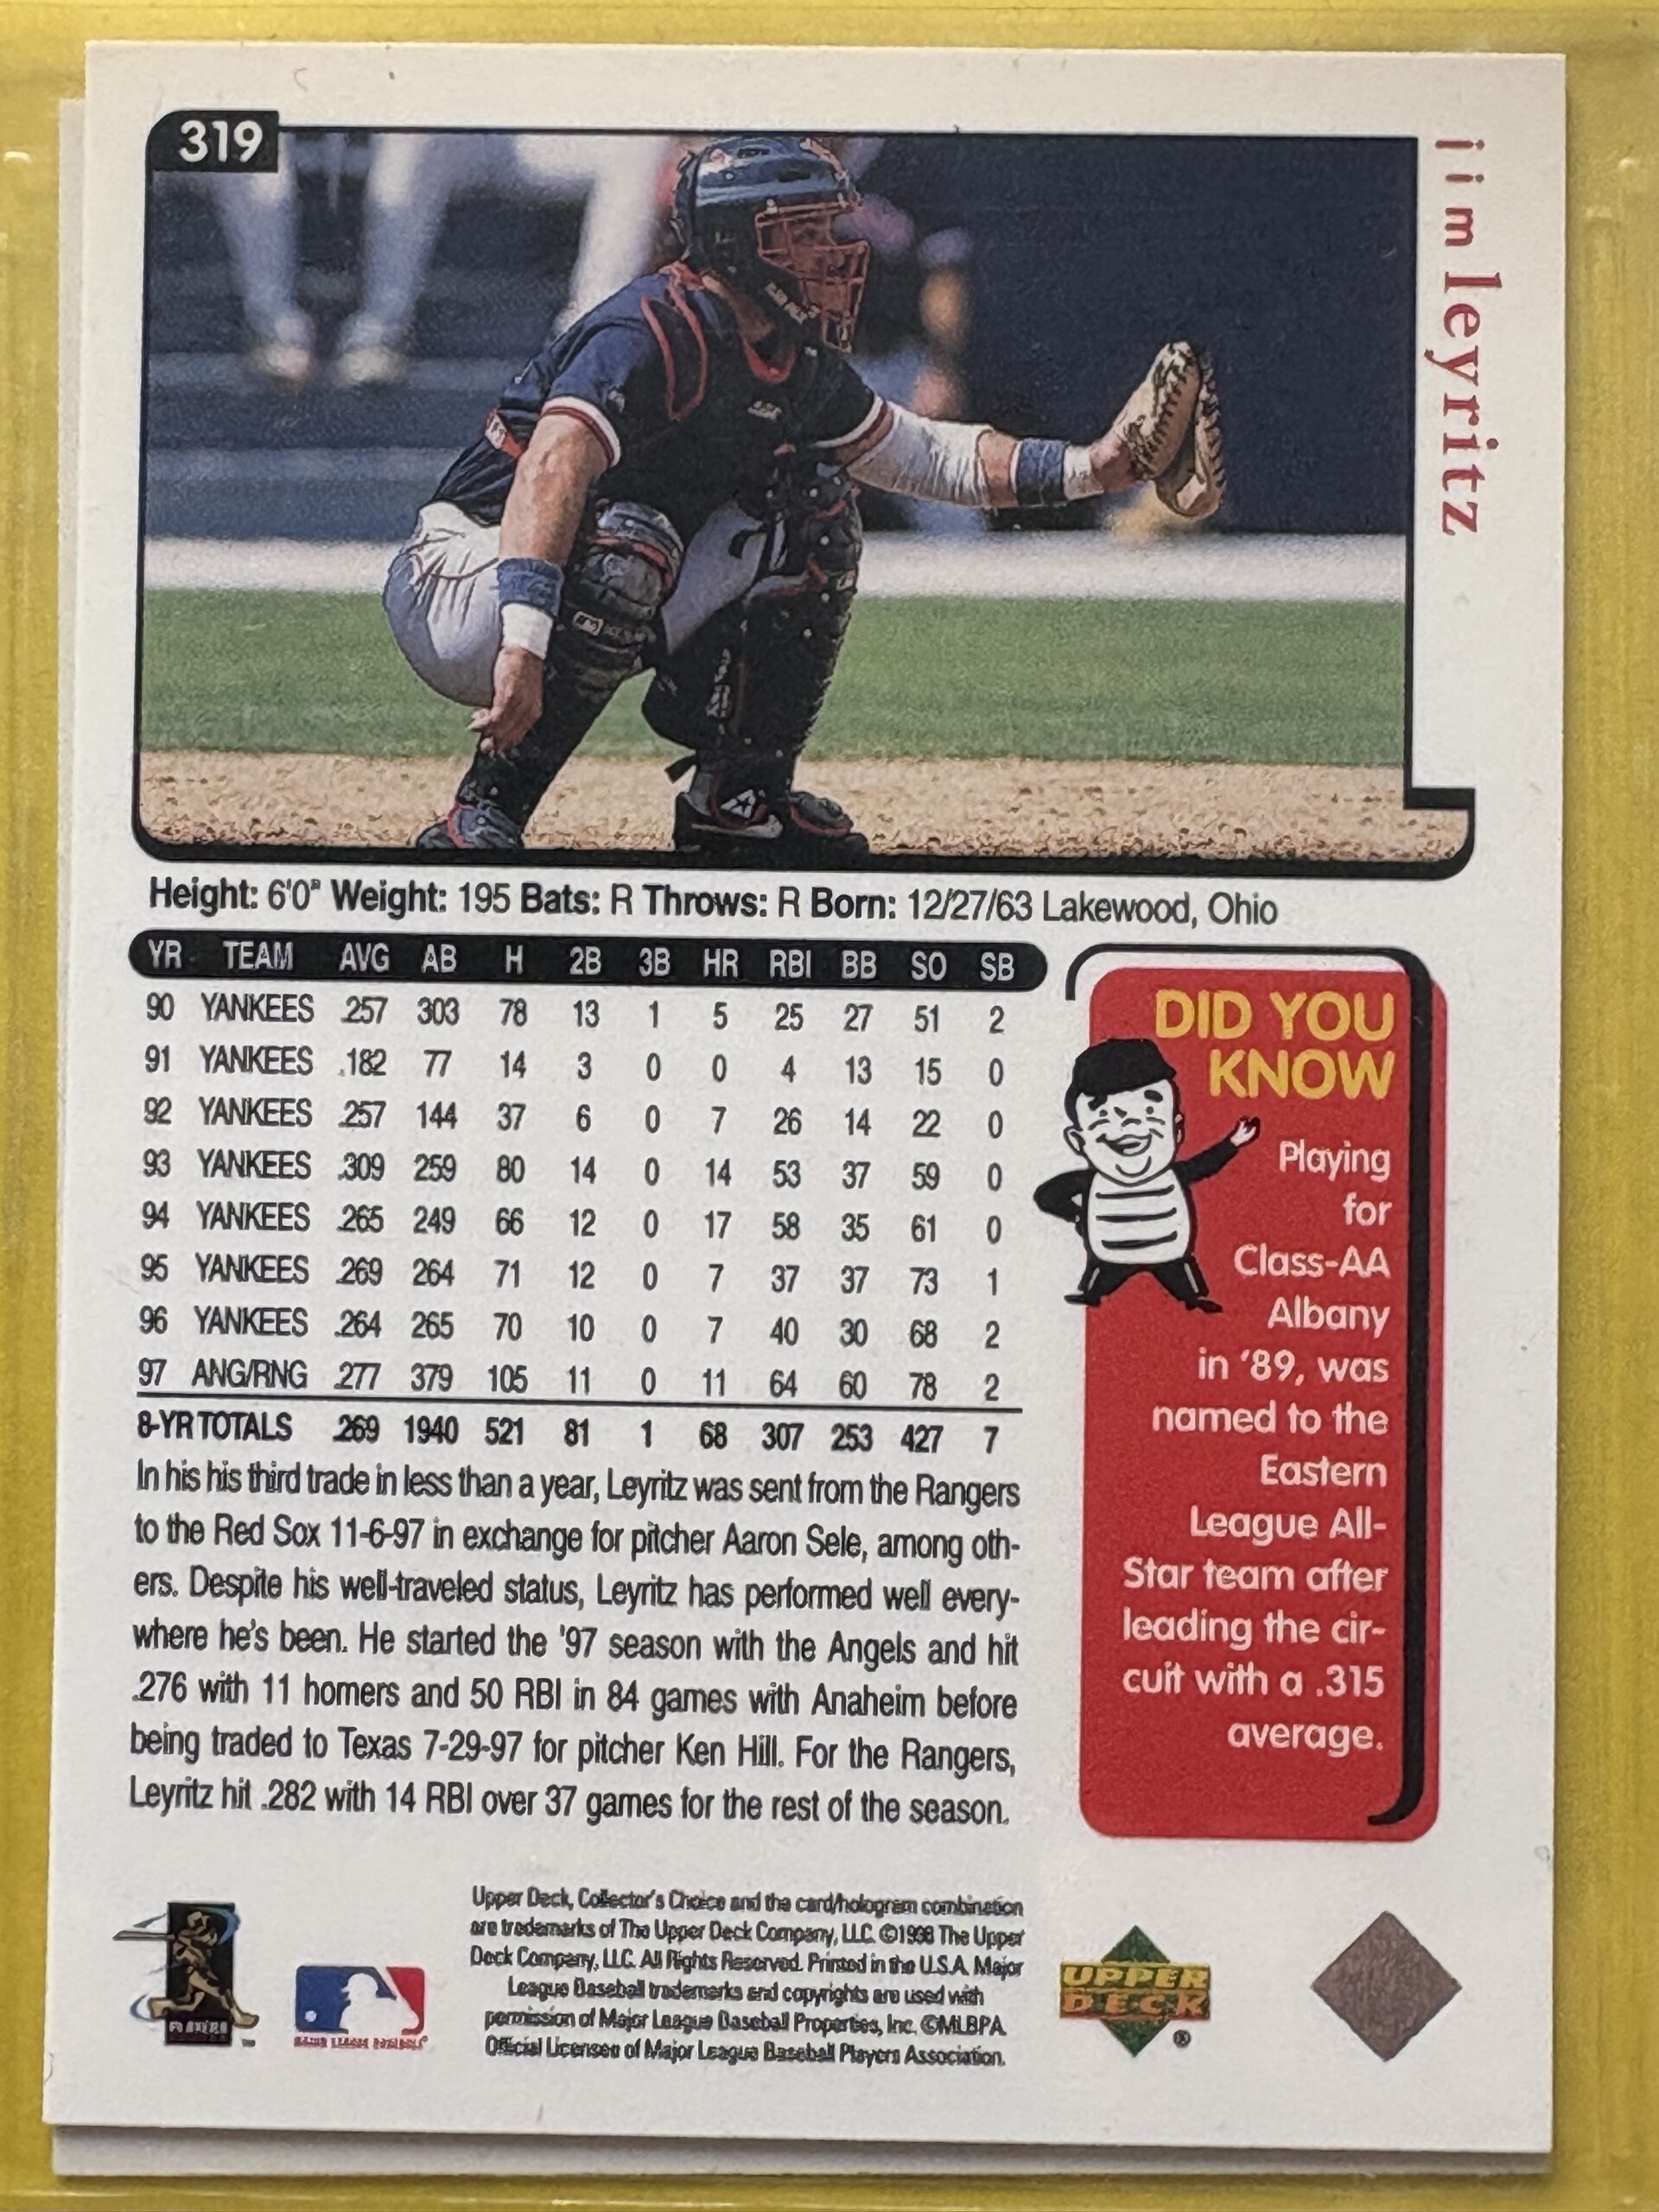 319
jim leyritz
Height: 6'0" Weight: 195 Bats: R Throws: R Born: 12/27/63 Lakewood, Ohio
YR TEAM AVG AB H 2B 3B HR RBI BB SO SB
90 YANKEES .257 303 78 13 1 5 25 27 51 2
91 YANKEES .182 77 14 3 0 0 4 13 15 0
92 YANKEES .257 144 37 6 0 7 26 14 22 0
93 YANKEES .309 259 80 14 0 14 53 37 59 0
94 YANKEES .265 249 66 12 0 17 58 35 61 0
95 YANKEES .269 264 71 12 0 7 37 37 73 1
96 YANKEES .264 265 70 10 0 7 40 30 68 2
97 ANG/RNG .277 379 105 11 0 11 64 60 78 2
8-YR TOTALS .269 1940 521 81 1 68 307 253 427 7
In his his third trade in less than a year, Leyritz was sent from the Rangers
to the Red Sox 11-6-97 in exchange for pitcher Aaron Sele, among oth-
ers. Despite his well-traveled status, Leyritz has performed well every-
where he's been. He started the '97 season with the Angels and hit
.276 with 11 homers and 50 RBI in 84 games with Anaheim before
being traded to Texas 7-29-97 for pitcher Ken Hill. For the Rangers,
Leyritz hit .282 with 14 RBI over 37 games for the rest of the season.
DID YOU
KNOW
Playing
for
Class-AA
Albany
in '89, was
named to the
Eastern
League All-
Star team after
leading the cir-
cuit with a .315
average.
PLAYERS
TM
MAJOR LEAGUE BASEBALL
Upper Deck, Collector's Choice and the card/hologram combination
are trademarks of The Upper Deck Company, LLC. ©1998 The Upper
Deck Company, LLC. All Rights Reserved. Printed in the U.S.A. Major
League Baseball trademarks and copyrights are used with
permission of Major League Baseball Properties, Inc. ©MLBPA
Official Licensee of Major League Baseball Players Association.
UPPER
DECK
®